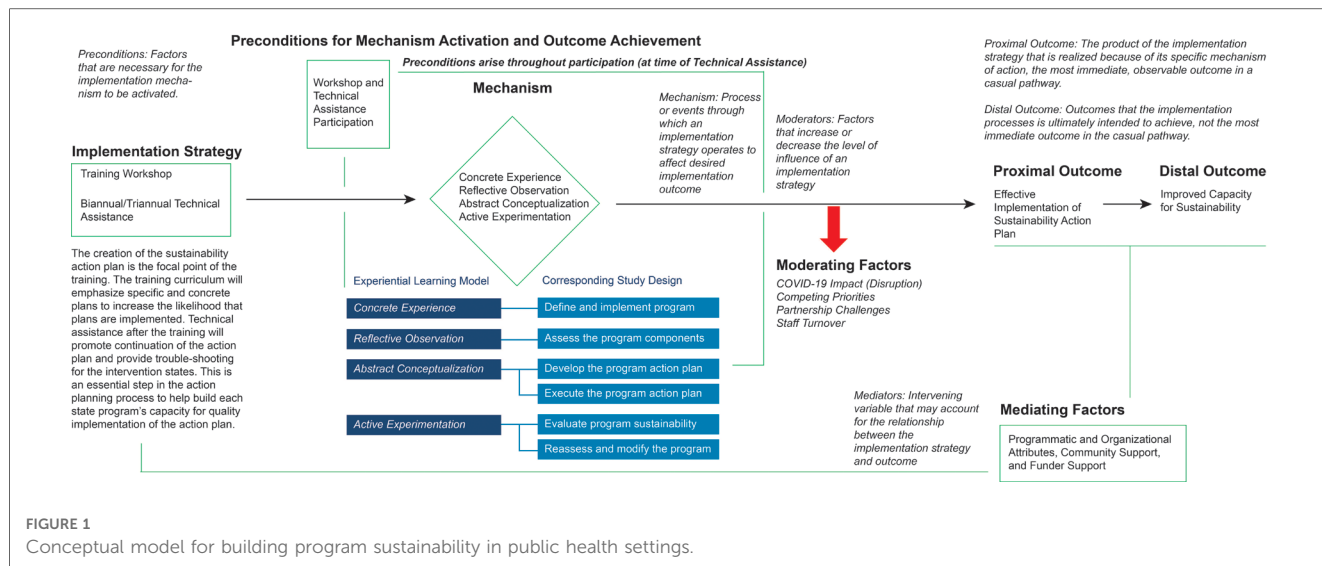 Preconditions for Mechanism Activation and Outcome Achievement
Preconditions: Factors
that are necessary for the
implementation mecha-
nism to be activated.
Preconditions arise throughout participation (at time of Technical Assistance)
Workshop and
Technical
Assistance
Participation
Mechanism
Mechanism: Process
or events through
which an
implementation
strategy operates to
affect desired
implementation
outcome
Moderators: Factors
that increase or
decrease the level of
influence of an
implementation
strategy
Proximal Outcome: The product of the implementation
strategy that is realized because of its specific mechanism
of action, the most immediate, observable outcome in a
casual pathway.
Distal Outcome: Outcomes that the implementation
processes is ultimately intended to achieve, not the most
immediate outcome in the casual pathway.
Implementation Strategy
Training Workshop
Biannual/Triannual Technical
Assistance
Concrete Experience
Reflective Observation
Abstract Conceptualization
Active Experimentation
Proximal Outcome
Effective
Implementation of
Sustainability Action
Plan
Distal Outcome
Improved Capacity
for Sustainability
The creation of the sustainability
action plan is the focal point of the
training. The training curriculum will
emphasize specific and concrete
plans to increase the likelihood that
plans are implemented. Technical
assistance after the training will
promote continuation of the action
plan and provide trouble-shooting
for the intervention states. This is
an essential step in the action
planning process to help build each
state program's capacity for quality
implementation of the action plan.
Experiential Learning Model
Corresponding Study Design
Concrete Experience
Define and implement program
Reflective Observation
Assess the program components
Abstract Conceptualization
Develop the program action plan
Execute the program action plan
Active Experimentation
Evaluate program sustainability
Reassess and modify the program
Moderating Factors
COVID-19 Impact (Disruption)
Competing Priorities
Partnership Challenges
Staff Turnover
Mediators: Intervening
variable that may account
for the relationship
between the
implementation strategy
and outcome
Mediating Factors
Programmatic and Organizational
Attributes, Community Support,
and Funder Support
FIGURE 1
Conceptual model for building program sustainability in public health settings.